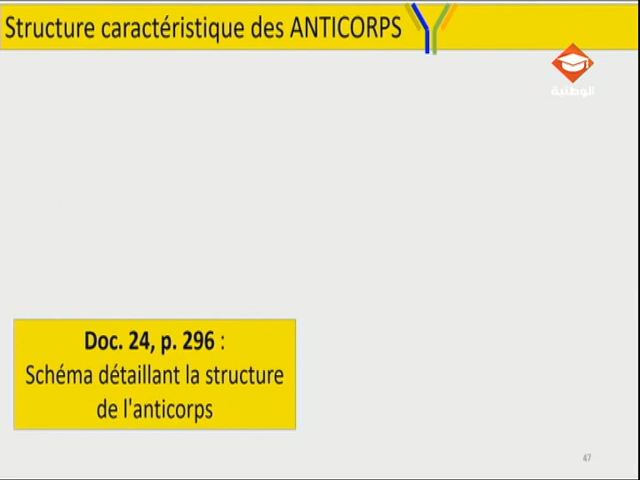 Structure caractéristique des ANTICORPS
الوطنية
Doc. 24, p. 296 :
Schéma détaillant la structure
de l'anticorps
47